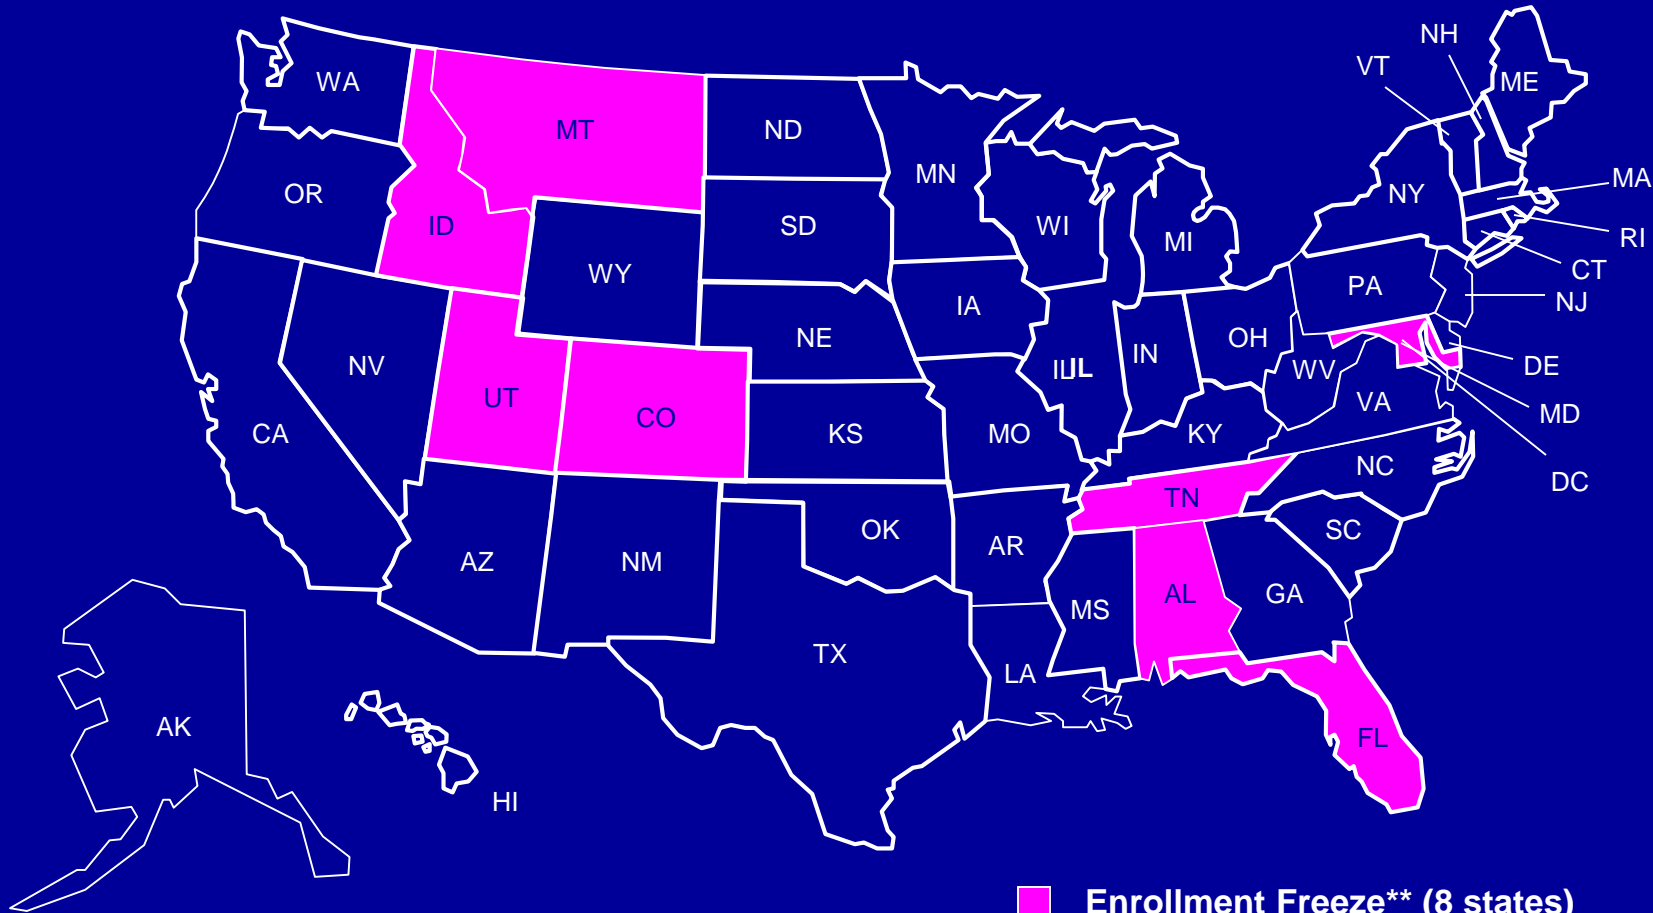 NH
VT
ME
WA
MT
ND
MN
OR
ID
SD
WI
MI
NY
MA
RI
CT
NJ
WY
IA
PA
NE
OH
IN
NV
UT
CO
IL
IL
WV
DE
CA
KS
MO
KY
VA
MD
NC
DC
TN
OK
AR
SC
AZ
NM
MS
AL
GA
TX
LA
AK
FL
HI
Enrollment Freeze** (8 states)